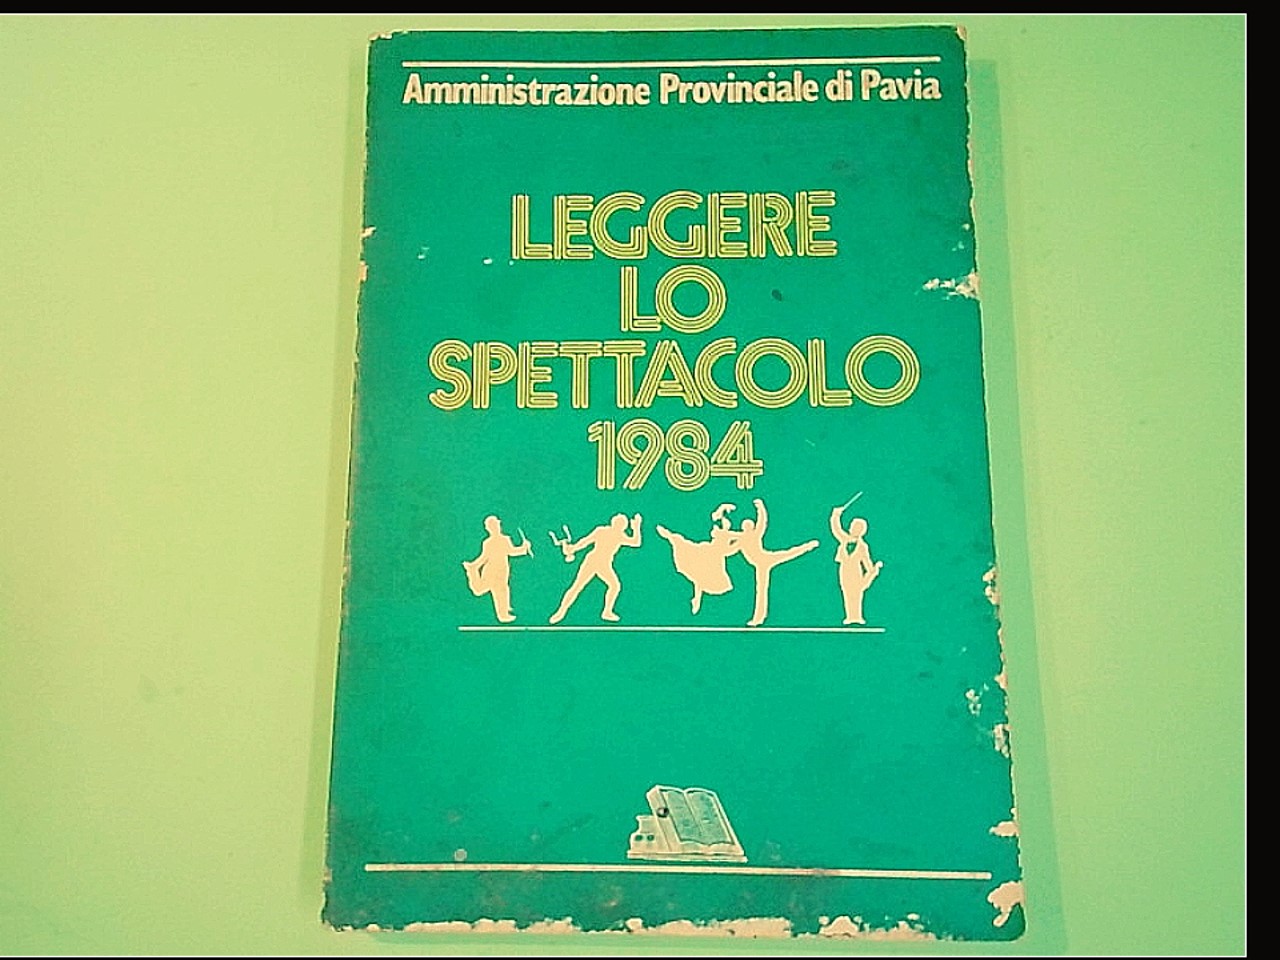 Amministrazione Provinciale di Pavia
LEGGERE
LO
SPETTACOLO
1984